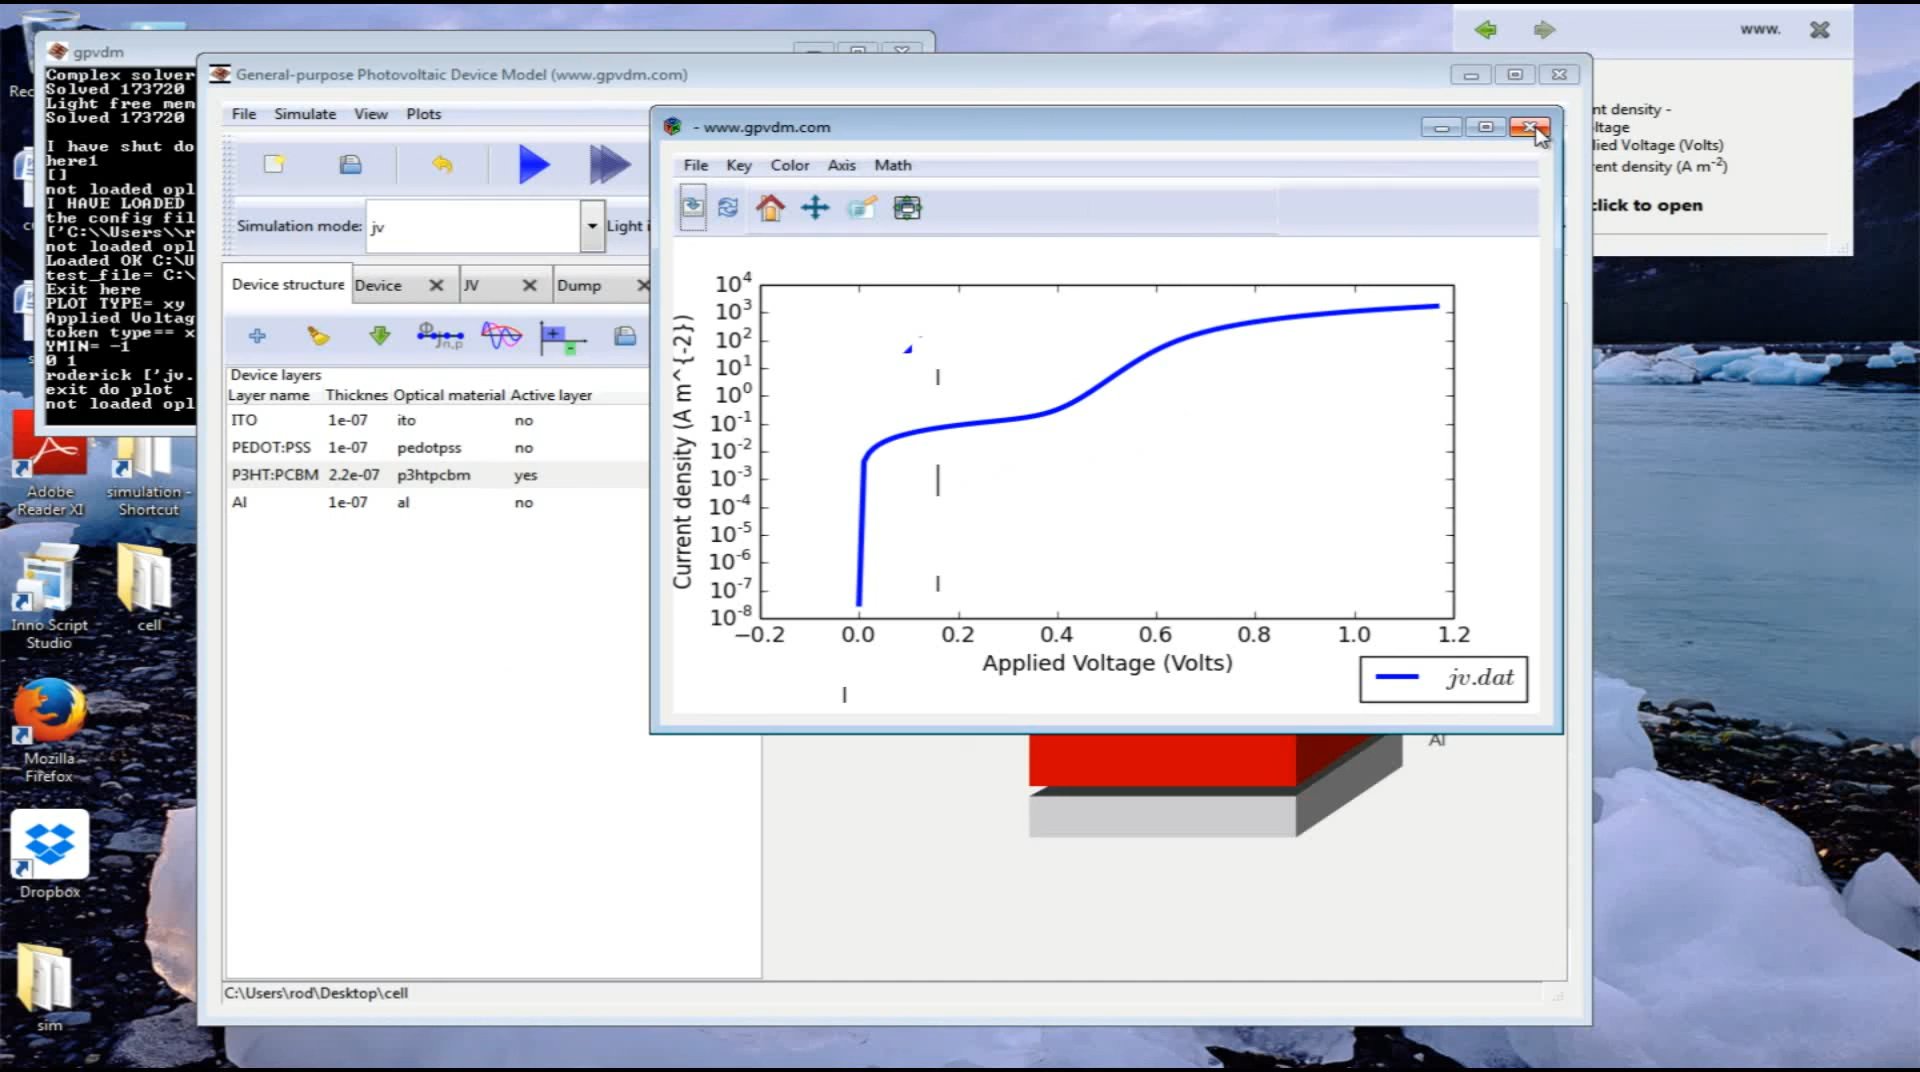 gpvdm
Complex solver
Solved 173720
Light free mem
Solved 173720
I have shut do
here1
[]
not loaded opl
I HAVE LOADED
the config fil
['C:\\Users\\r
not loaded opl
Loaded OK C:\U
test_file= C:\
Exit here
PLOT TYPE= xy
Applied Voltag
token type== x
YMIN= -1
0 1
roderick ['jv.
exit do plot
not loaded opl
General-purpose Photovoltaic Device Model (www.gpvdm.com)
File Simulate View Plots
Simulation mode: jv Light i
Device structure Device JV Dump
Φ
Jn,p
Device layers
Layer name Thicknes Optical material Active layer
ITO 1e-07 ito no
PEDOT:PSS 1e-07 pedotpss no
P3HT:PCBM 2.2e-07 p3htpcbm yes
Al 1e-07 al no
C:\Users\rod\Desktop\cell
- www.gpvdm.com
File Key Color Axis Math
10^4
10^3
10^2
10^1
10^0
10^-1
10^-2
10^-3
10^-4
10^-5
10^-6
10^-7
10^-8
Current density (A m^{-2})
−0.2 0.0 0.2 0.4 0.6 0.8 1.0 1.2
Applied Voltage (Volts)
jv.dat
Al
www.
nt density -
ltage
lied Voltage (Volts)
ent density (A m-2)
click to open
Rec
Adobe
Reader XI
simulation -
Shortcut
Inno Script
Studio
cell
Mozilla
Firefox
Dropbox
sim